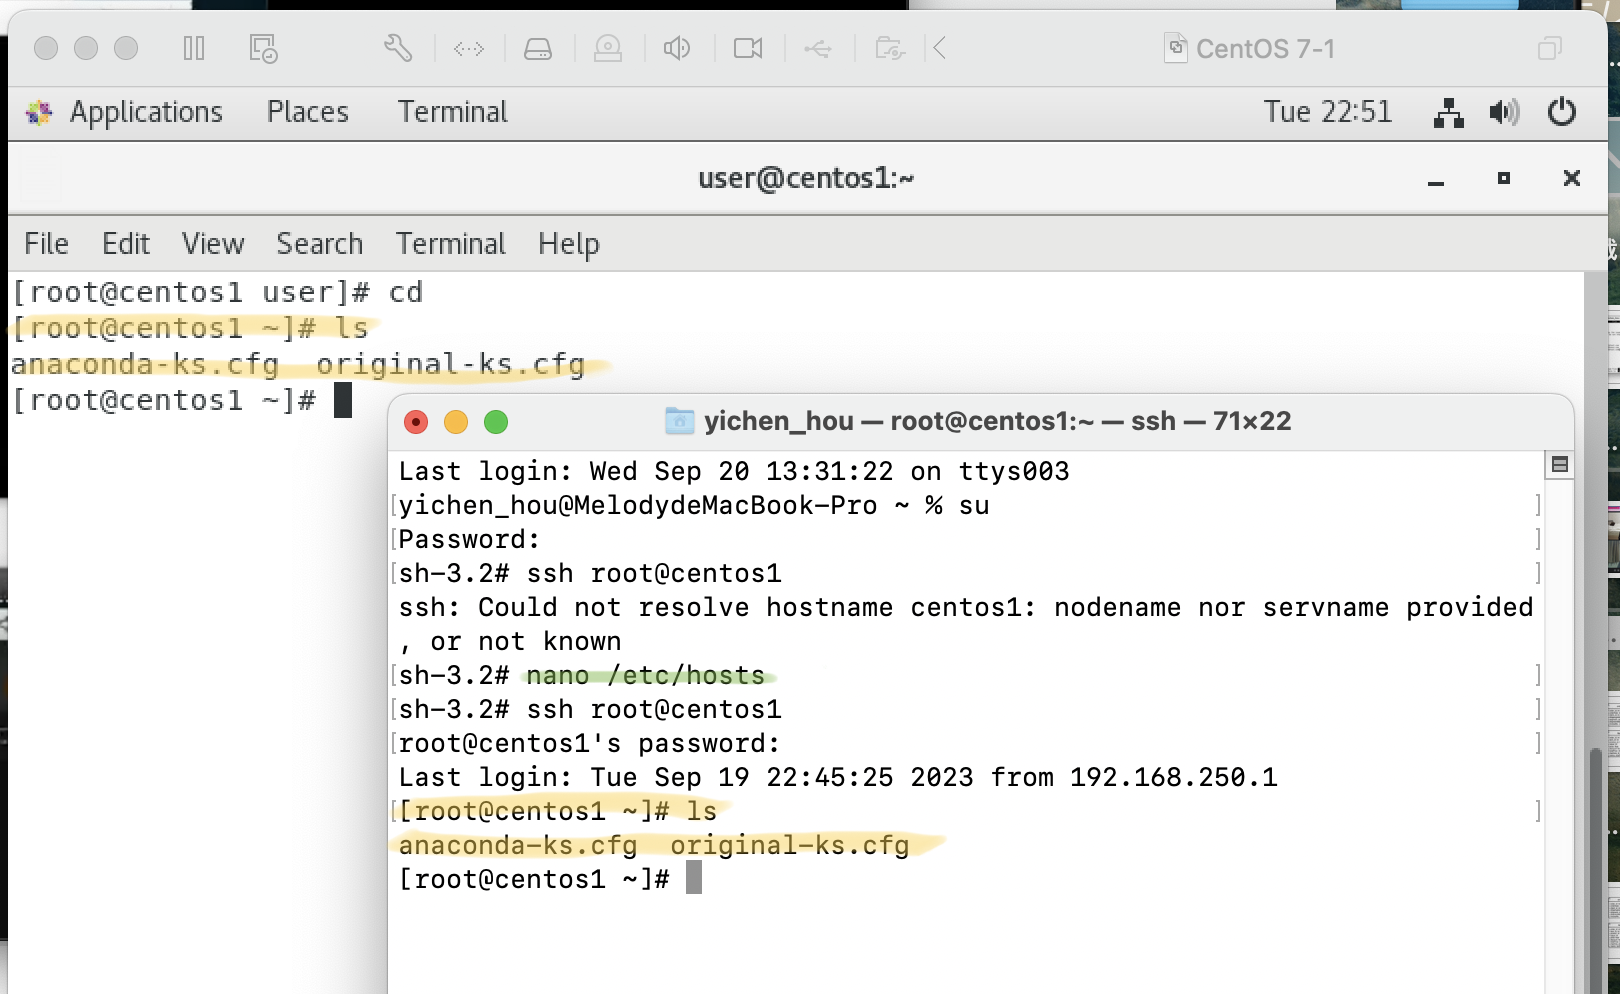 CentOS 7-1
Applications Places Terminal Tue 22:51
user@centos1:~
File Edit View Search Terminal Help
[root@centos1 user]# cd
[root@centos1 ~]# ls
anaconda-ks.cfg original-ks.cfg
[root@centos1 ~]#
yichen_hou — root@centos1:~ — ssh — 71×22
Last login: Wed Sep 20 13:31:22 on ttys003
[yichen_hou@MelodydeMacBook-Pro ~ % su ]
[Password: ]
[sh-3.2# ssh root@centos1 ]
ssh: Could not resolve hostname centos1: nodename nor servname provided
, or not known
[sh-3.2# nano /etc/hosts ]
[sh-3.2# ssh root@centos1 ]
[root@centos1's password: ]
Last login: Tue Sep 19 22:45:25 2023 from 192.168.250.1
[[root@centos1 ~]# ls ]
anaconda-ks.cfg original-ks.cfg
[root@centos1 ~]#